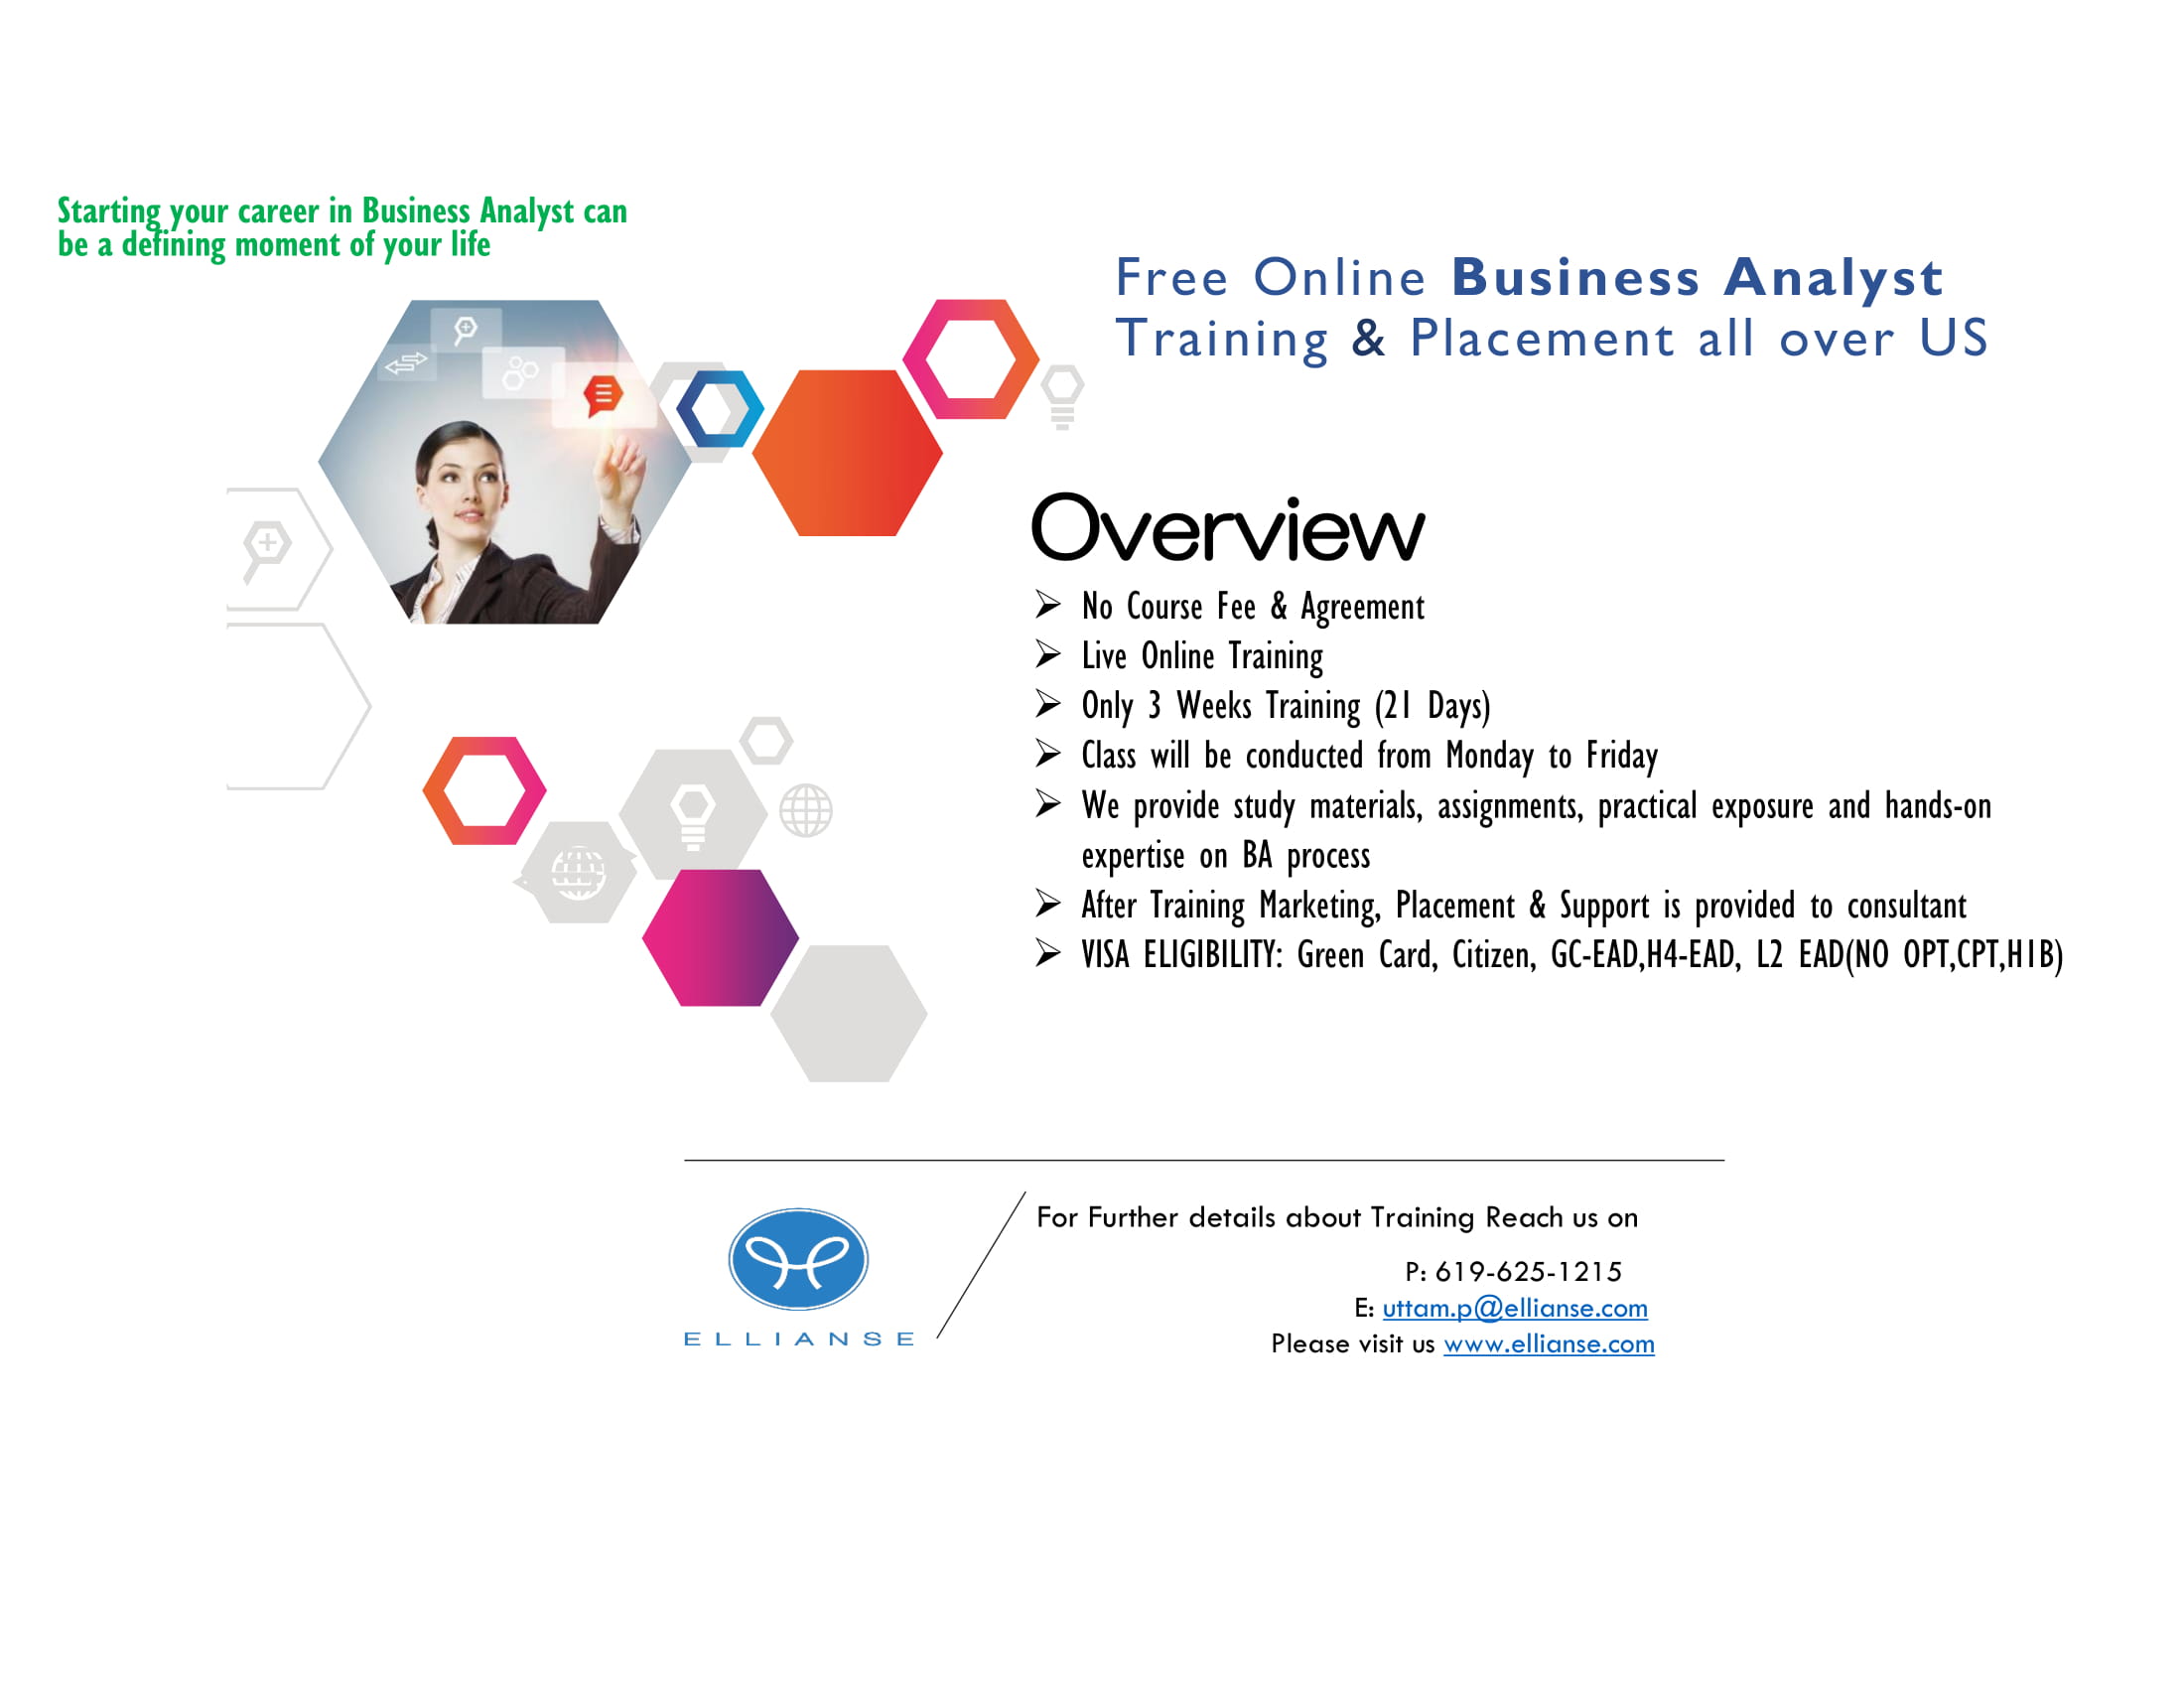 Starting your career in Business Analyst can
be a defining moment of your life
Free Online Business Analyst
Training & Placement all over US
Overview
➢ No Course Fee & Agreement
➢ Live Online Training
➢ Only 3 Weeks Training (21 Days)
➢ Class will be conducted from Monday to Friday
➢ We provide study materials, assignments, practical exposure and hands-on
expertise on BA process
➢ After Training Marketing, Placement & Support is provided to consultant
➢ VISA ELIGIBILITY: Green Card, Citizen, GC-EAD,H4-EAD, L2 EAD(NO OPT,CPT,H1B)
ELLIANSE
For Further details about Training Reach us on
P: 619-625-1215
E: uttam.p@ellianse.com
Please visit us www.ellianse.com